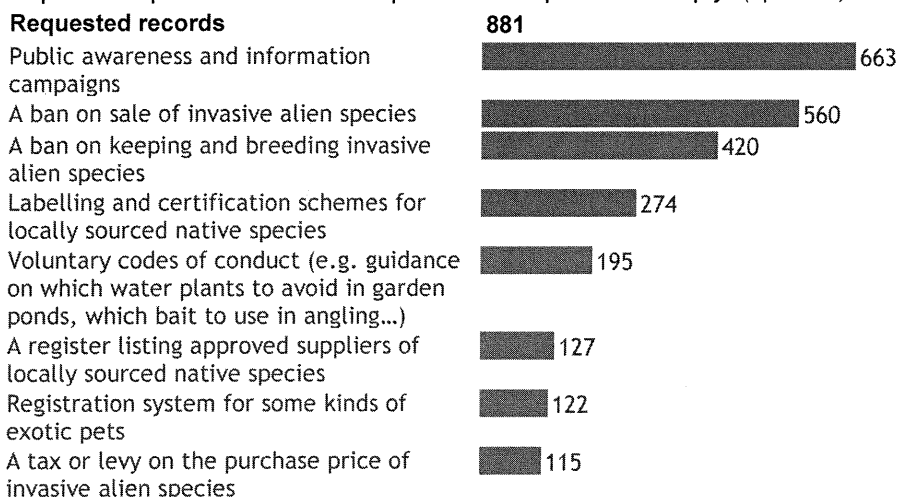 Requested records 881
Public awareness and information 663
campaigns
A ban on sale of invasive alien species 560
A ban on keeping and breeding invasive 420
alien species
Labelling and certification schemes for 274
locally sourced native species
Voluntary codes of conduct (e.g. guidance 195
on which water plants to avoid in garden
ponds, which bait to use in angling…)
A register listing approved suppliers of 127
locally sourced native species
Registration system for some kinds of 122
exotic pets
A tax or levy on the purchase price of 115
invasive alien species